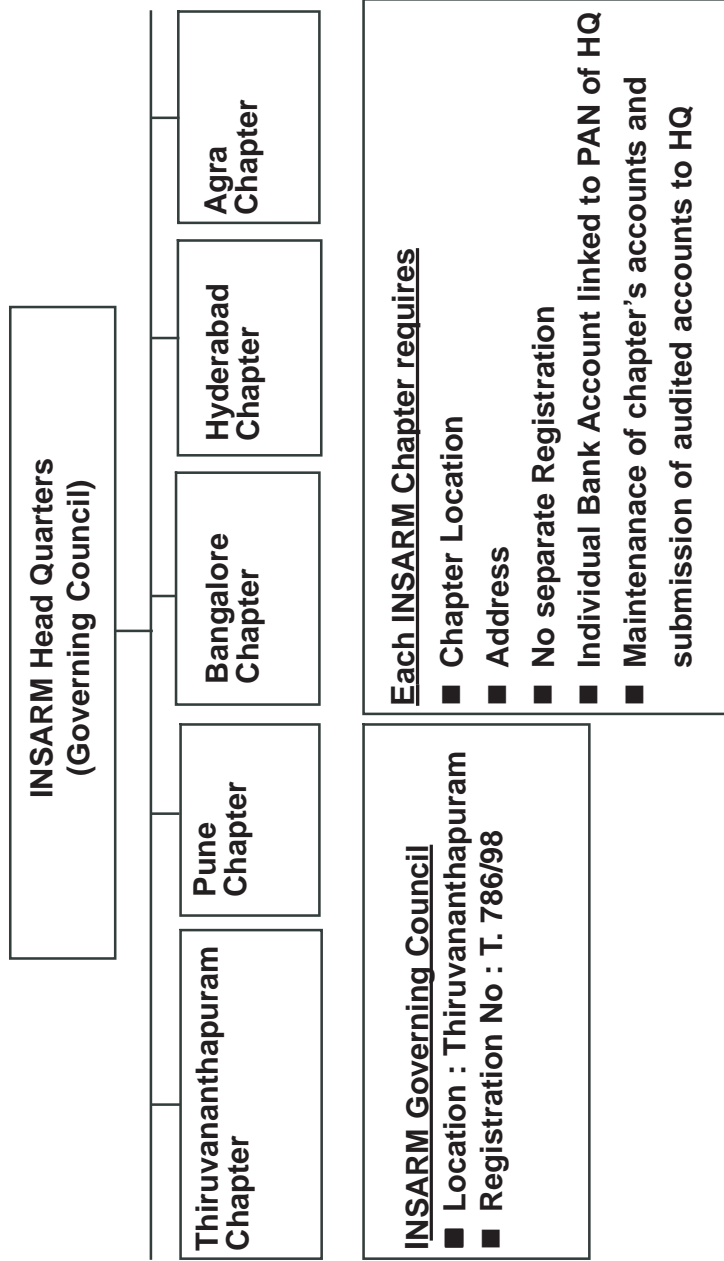 INSARM Head Quarters
(Governing Council)
Thiruvananthapuram
Chapter
Pune
Chapter
Bangalore
Chapter
Hyderabad
Chapter
Agra
Chapter
INSARM Governing Council
■ Location : Thiruvananthapuram
■ Registration No : T. 786/98
Each INSARM Chapter requires
■ Chapter Location
■ Address
■ No separate Registration
■ Individual Bank Account linked to PAN of HQ
■ Maintenanace of chapter's accounts and
submission of audited accounts to HQ